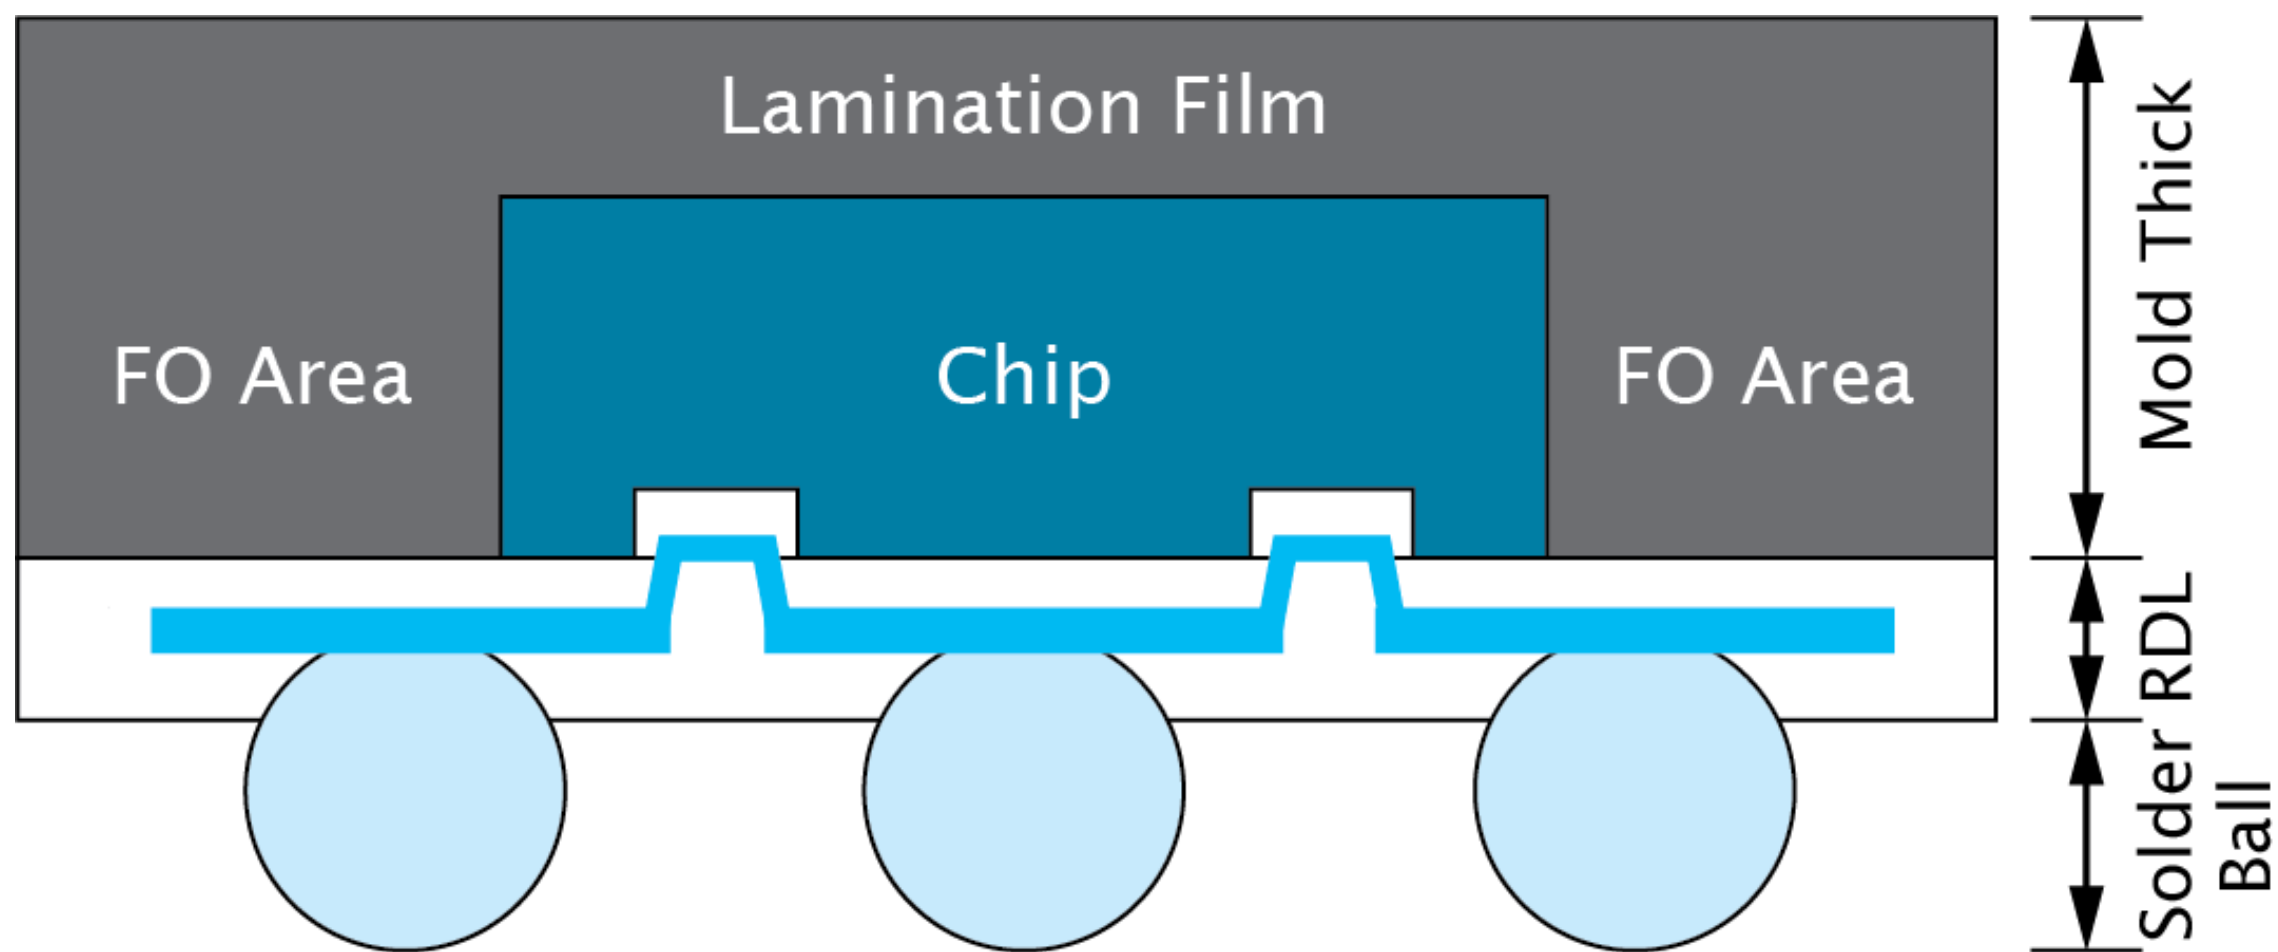 Lamination Film
FO Area
Chip
FO Area
Mold Thick
RDL
Solder
Ball